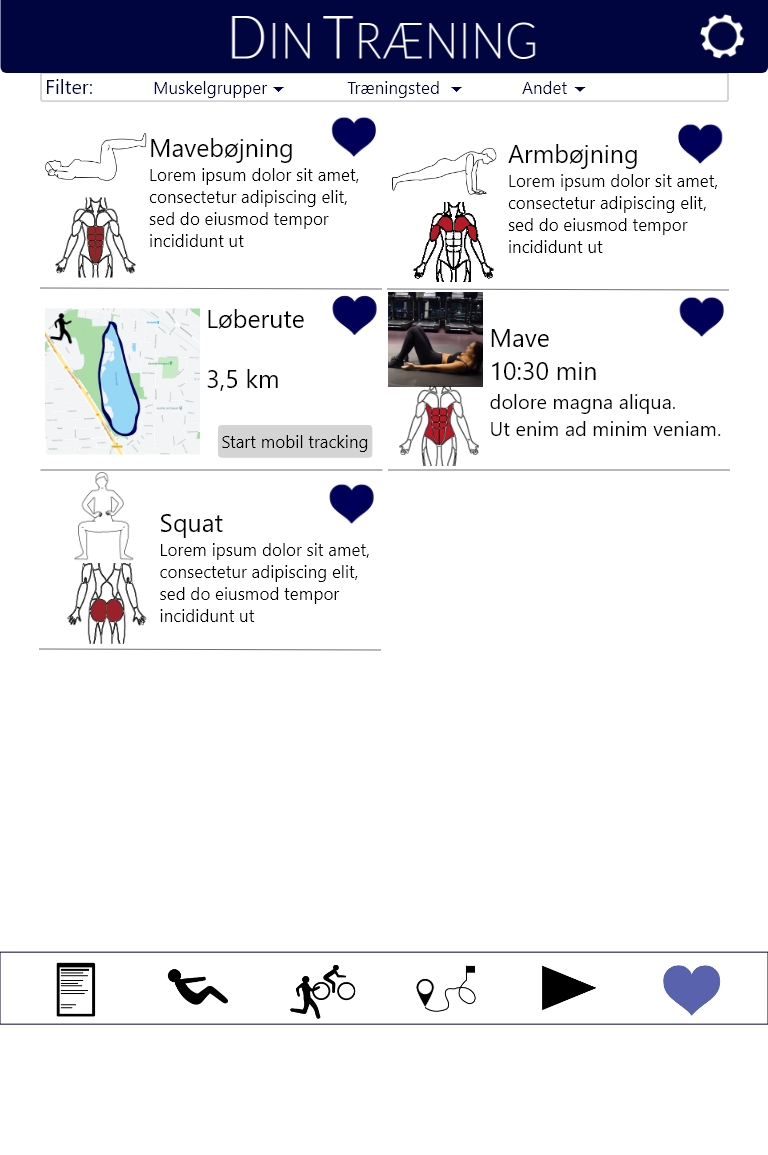 DIN TRÆNING
Filter: Muskelgrupper Træningsted Andet
Mavebøjning
Lorem ipsum dolor sit amet,
consectetur adipiscing elit,
sed do eiusmod tempor
incididunt ut
Armbøjning
Lorem ipsum dolor sit amet,
consectetur adipiscing elit,
sed do eiusmod tempor
incididunt ut
Løberute
3,5 km
Start mobil tracking
Mave
10:30 min
dolore magna aliqua.
Ut enim ad minim veniam.
Squat
Lorem ipsum dolor sit amet,
consectetur adipiscing elit,
sed do eiusmod tempor
incididunt ut